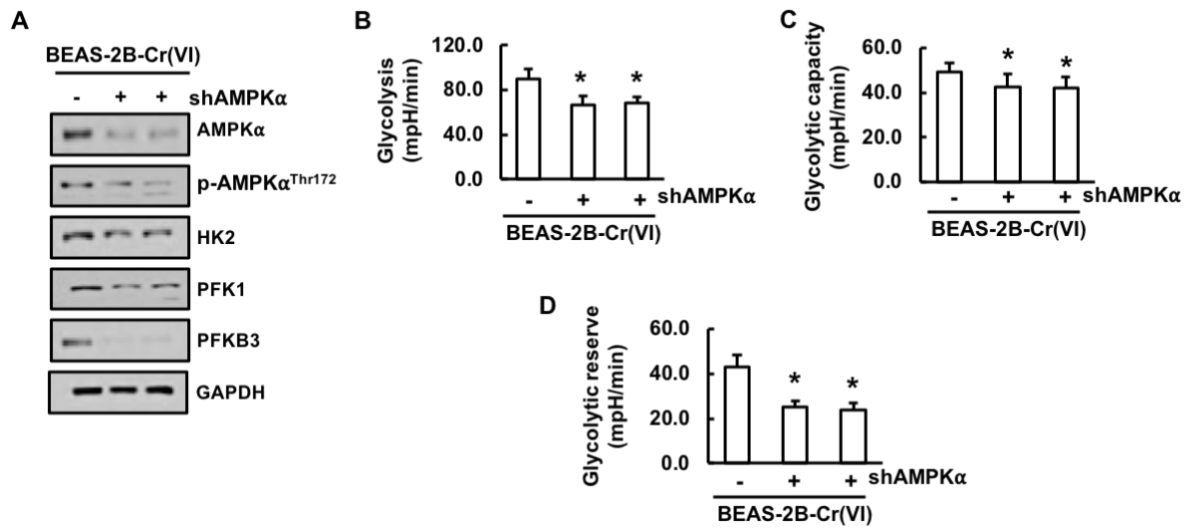 A
BEAS-2B-Cr(VI)
- + + shAMPKα
AMPKα
p-AMPKαThr172
HK2
PFK1
PFKB3
GAPDH
B
Glycolysis
(mpH/min)
120.0
80.0
40.0
0.0
* *
- + + shAMPKα
BEAS-2B-Cr(VI)
C
Glycolytic capacity
(mpH/min)
60.0
40.0
20.0
0.0
* *
- + + shAMPKα
BEAS-2B-Cr(VI)
D
Glycolytic reserve
(mpH/min)
60.0
40.0
20.0
0.0
* *
- + + shAMPKα
BEAS-2B-Cr(VI)